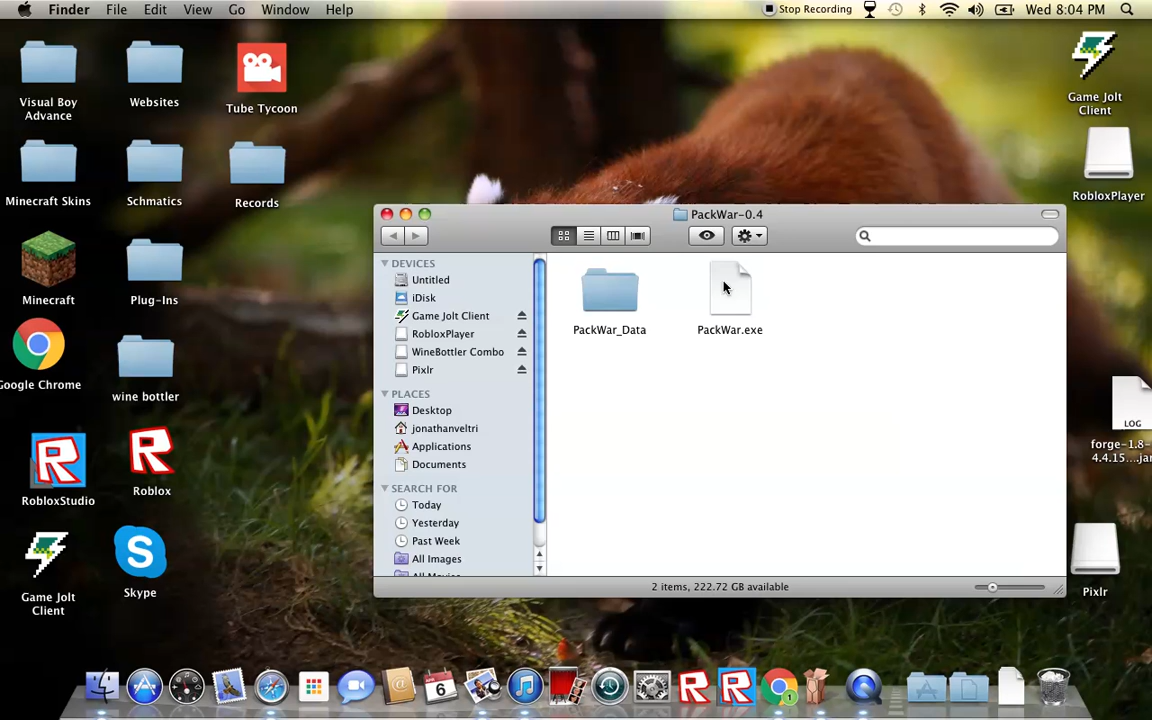 Finder File Edit View Go Window Help
Stop Recording
Wed 8:04 PM
Visual Boy
Advance
Websites
Tube Tycoon
Game Jolt
Client
Minecraft Skins
Schmatics
Records
RobloxPlayer
Minecraft
Plug-Ins
Google Chrome
wine bottler
RobloxStudio
Roblox
Game Jolt
Client
Skype
LOG
forge-1.8-
4.4.15....jar
Pixlr
PackWar-0.4
DEVICES
Untitled
iDisk
Game Jolt Client
RobloxPlayer
WineBottler Combo
Pixlr
PLACES
Desktop
jonathanveltri
Applications
Documents
SEARCH FOR
Today
Yesterday
Past Week
All Images
PackWar_Data
PackWar.exe
2 items, 222.72 GB available
6
1